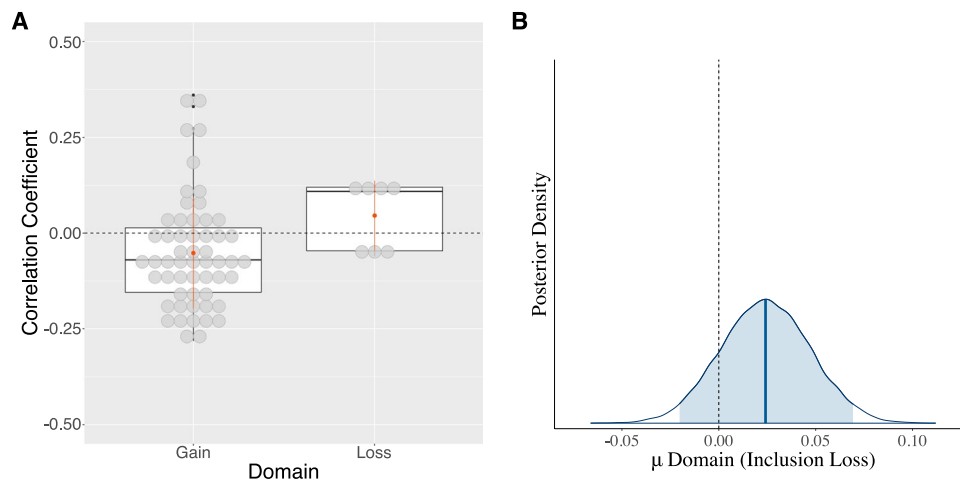 A
Correlation Coefficient
0.50
0.25
0.00
-0.25
-0.50
Gain
Loss
Domain
B
Posterior Density
-0.05
0.00
0.05
0.10
μ Domain (Inclusion Loss)